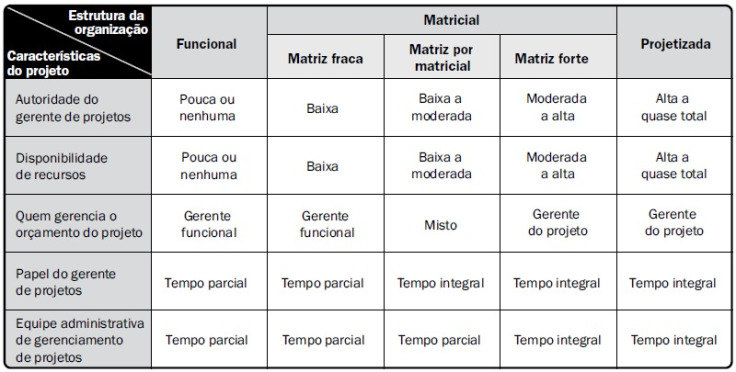 Estrutura da
organização
Características
do projeto
Funcional
Matricial
Matriz fraca
Matriz por
matricial
Matriz forte
Projetizada
Autoridade do
gerente de projetos
Pouca ou
nenhuma
Baixa
Baixa a
moderada
Moderada
a alta
Alta a
quase total
Disponibilidade
de recursos
Pouca ou
nenhuma
Baixa
Baixa a
moderada
Moderada
a alta
Alta a
quase total
Quem gerencia o
orçamento do projeto
Gerente
funcional
Gerente
funcional
Misto
Gerente
do projeto
Gerente
do projeto
Papel do gerente
de projetos
Tempo parcial
Tempo parcial
Tempo integral
Tempo integral
Tempo integral
Equipe administrativa
de gerenciamento
de projetos
Tempo parcial
Tempo parcial
Tempo parcial
Tempo integral
Tempo integral